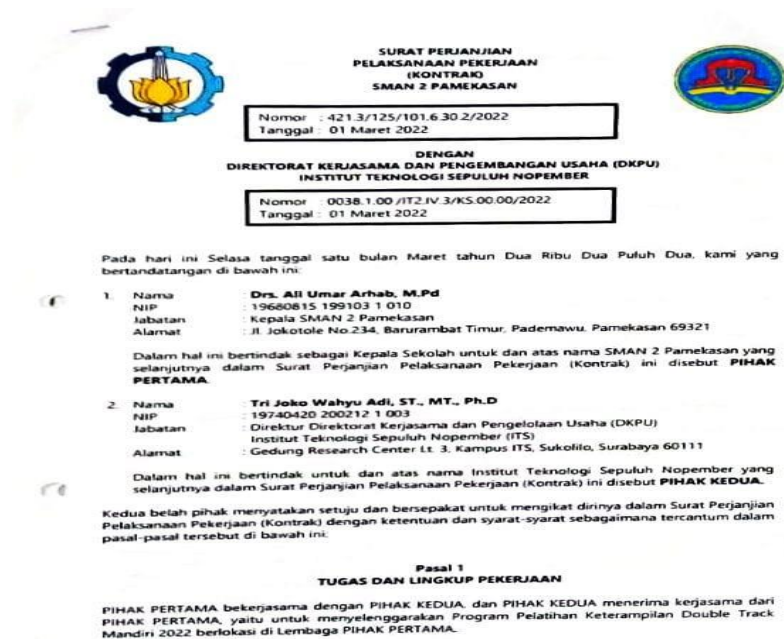 SURAT PERJANJIAN
PELAKSANAAN PEKERJAAN
(KONTRAK)
SMAN 2 PAMEKASAN
Nomor : 421.3/125/101.6.30.2/2022
Tanggal : 01 Maret 2022
DENGAN
DIREKTORAT KERJASAMA DAN PENGEMBANGAN USAHA (DKPU)
INSTITUT TEKNOLOGI SEPULUH NOPEMBER
Nomor : 0038.1.00 /IT2.IV.3/KS.00.00/2022
Tanggal : 01 Maret 2022
Pada hari ini Selasa tanggal satu bulan Maret tahun Dua Ribu Dua Puluh Dua, kami yang
bertandatangan di bawah ini:
1. Nama : Drs. Ali Umar Arhab, M.Pd
NIP : 19680815 199103 1 010
Jabatan : Kepala SMAN 2 Pamekasan
Alamat : Jl. Jokotole No.234, Barurambat Timur, Pademawu, Pamekasan 69321
Dalam hal ini bertindak sebagai Kepala Sekolah untuk dan atas nama SMAN 2 Pamekasan yang
selanjutnya dalam Surat Perjanjian Pelaksanaan Pekerjaan (Kontrak) ini disebut PIHAK
PERTAMA.
2. Nama : Tri Joko Wahyu Adi, ST., MT., Ph.D
NIP : 19740420 200212 1 003
Jabatan : Direktur Direktorat Kerjasama dan Pengelolaan Usaha (DKPU)
Institut Teknologi Sepuluh Nopember (ITS)
Alamat : Gedung Research Center Lt. 3, Kampus ITS, Sukolilo, Surabaya 60111
Dalam hal ini bertindak untuk dan atas nama Institut Teknologi Sepuluh Nopember yang
selanjutnya dalam Surat Perjanjian Pelaksanaan Pekerjaan (Kontrak) ini disebut PIHAK KEDUA.
Kedua belah pihak menyatakan setuju dan bersepakat untuk mengikat dirinya dalam Surat Perjanjian
Pelaksanaan Pekerjaan (Kontrak) dengan ketentuan dan syarat-syarat sebagaimana tercantum dalam
pasal-pasal tersebut di bawah ini:
Pasal 1
TUGAS DAN LINGKUP PEKERJAAN
PIHAK PERTAMA bekerjasama dengan PIHAK KEDUA, dan PIHAK KEDUA menerima kerjasama dari
PIHAK PERTAMA, yaitu untuk menyelenggarakan Program Pelatihan Keterampilan Double Track
Mandiri 2022 berlokasi di Lembaga PIHAK PERTAMA.